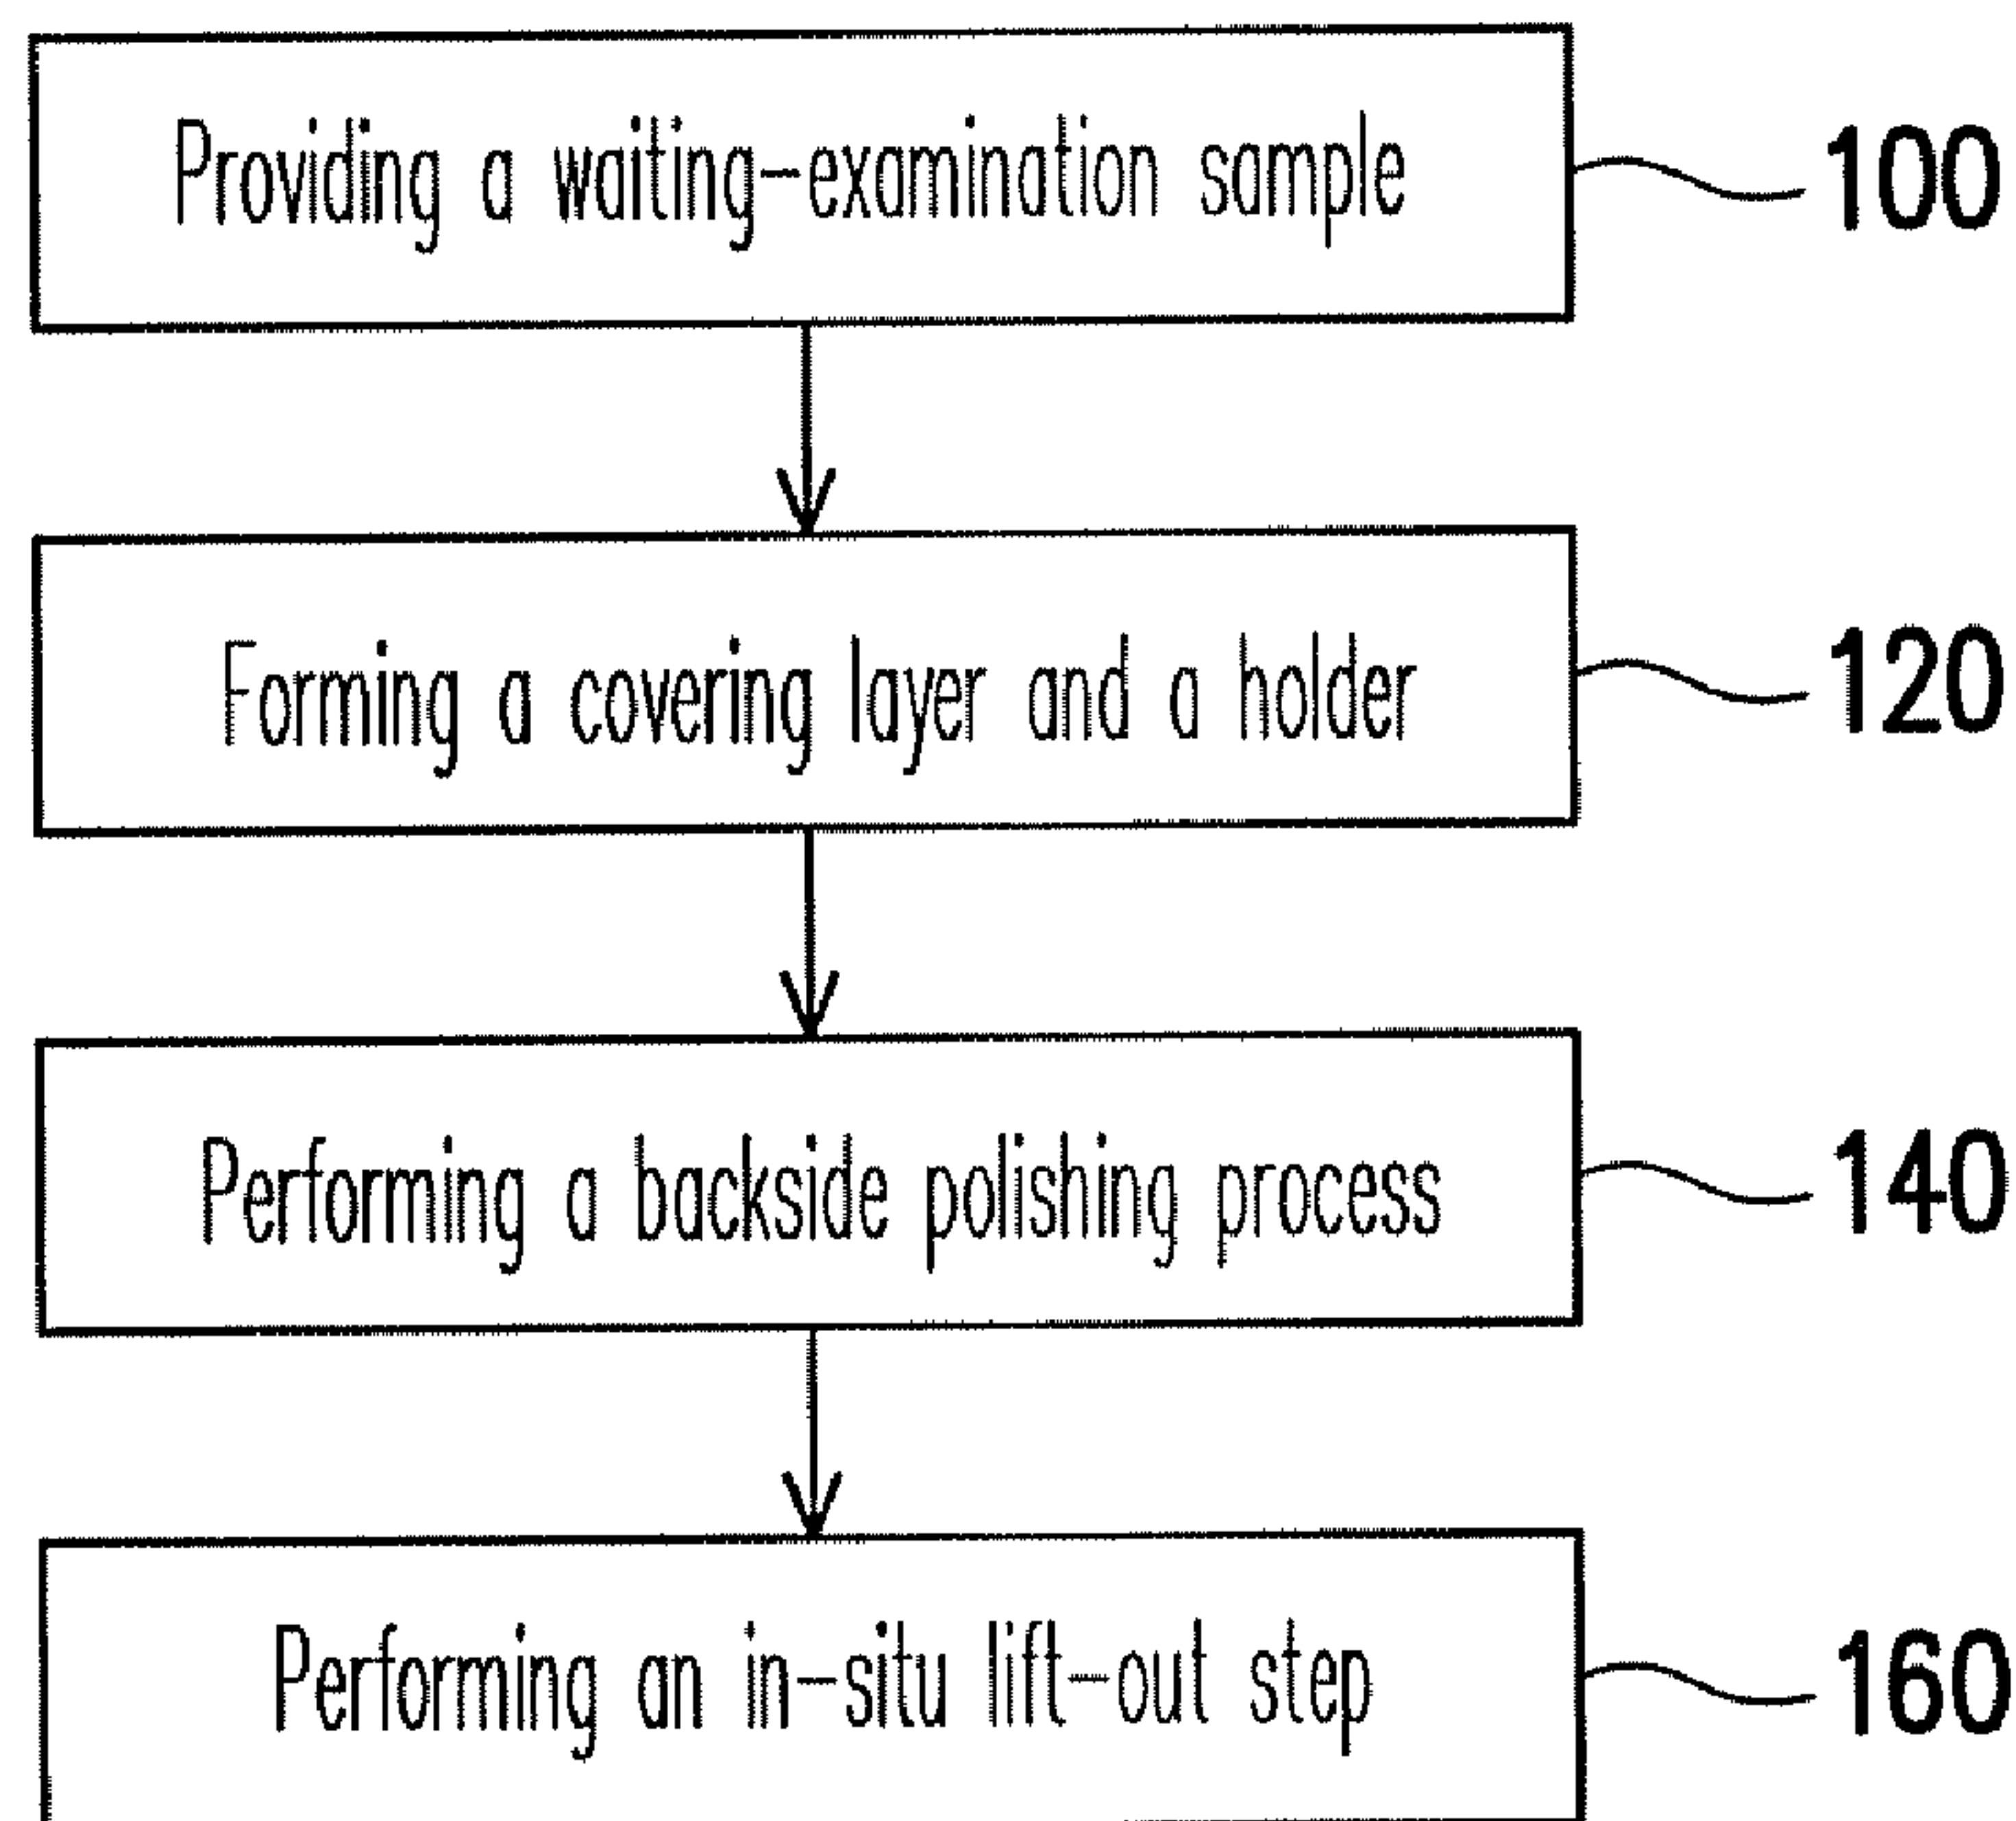 Providing a waiting-examination sample
100
Forming a covering layer and a holder
120
Performing a backside polishing process
140
Performing an in-situ lift-out step
160